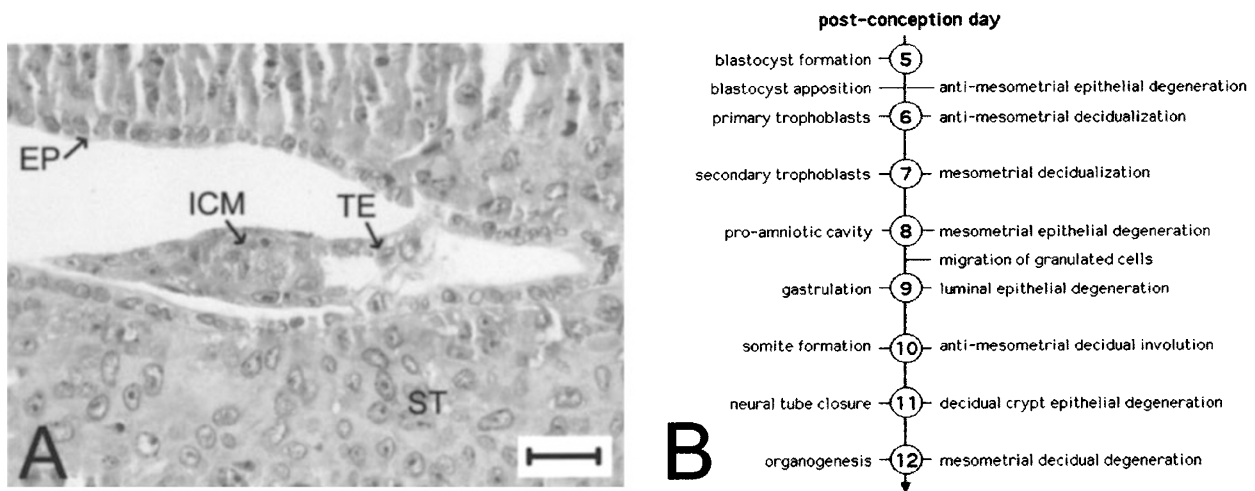 EP
ICM
TE
ST
A
post-conception day
blastocyst formation 5
blastocyst apposition anti-mesometrial epithelial degeneration
primary trophoblasts 6 anti-mesometrial decidualization
secondary trophoblasts 7 mesometrial decidualization
pro-amniotic cavity 8 mesometrial epithelial degeneration
migration of granulated cells
gastrulation 9 luminal epithelial degeneration
somite formation 10 anti-mesometrial decidual involution
neural tube closure 11 decidual crypt epithelial degeneration
organogenesis 12 mesometrial decidual degeneration
B